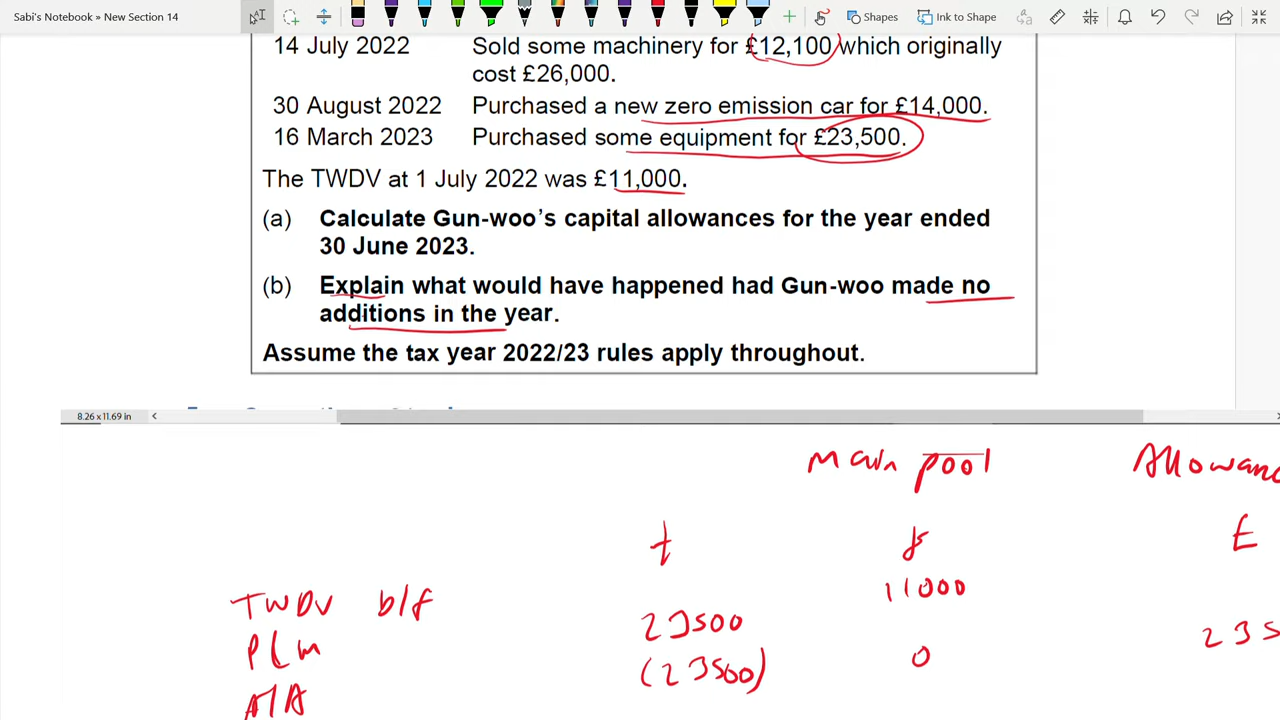 Sabi's Notebook » New Section 14
Shapes
Ink to Shape
14 July 2022 Sold some machinery for £12,100 which originally
cost £26,000.
30 August 2022 Purchased a new zero emission car for £14,000.
16 March 2023 Purchased some equipment for £23,500.
The TWDV at 1 July 2022 was £11,000.
(a) Calculate Gun-woo's capital allowances for the year ended
30 June 2023.
(b) Explain what would have happened had Gun-woo made no
additions in the year.
Assume the tax year 2022/23 rules apply throughout.
8.26 x 11.69 in
Main pool Allowanc
£ £ £
TWDV b/f 11000
P&M 23500 235
AIA (23500) 0